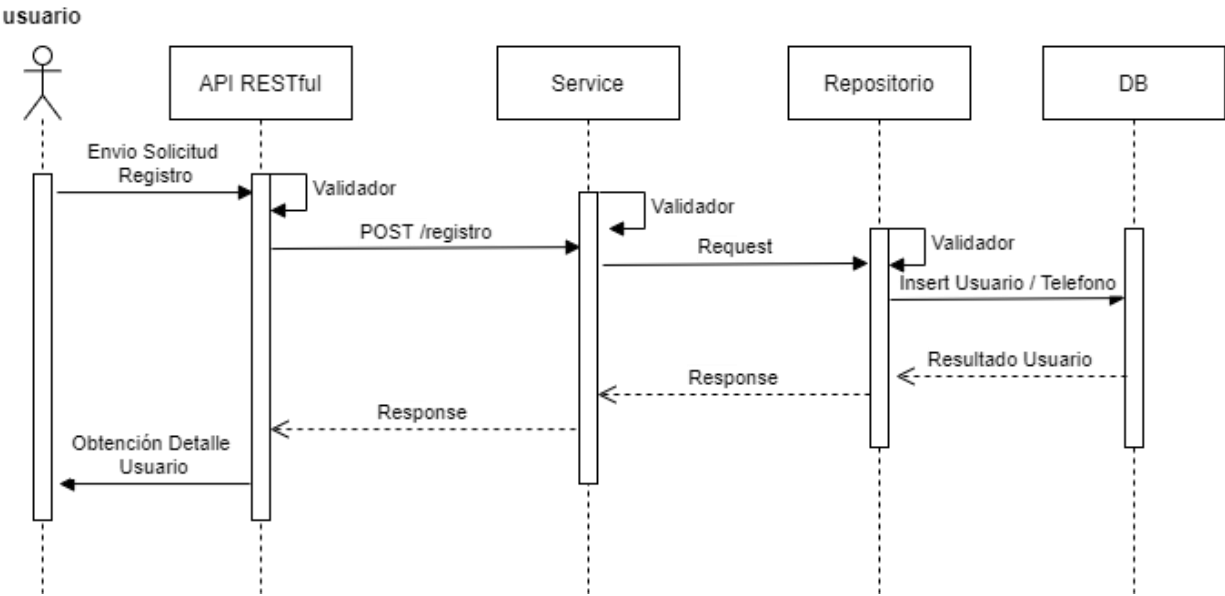 usuario
API RESTful
Service
Repositorio
DB
Envio Solicitud
Registro
Validador
Validador
POST /registro
Request
Validador
Insert Usuario / Telefono
Resultado Usuario
Response
Response
Obtención Detalle
Usuario